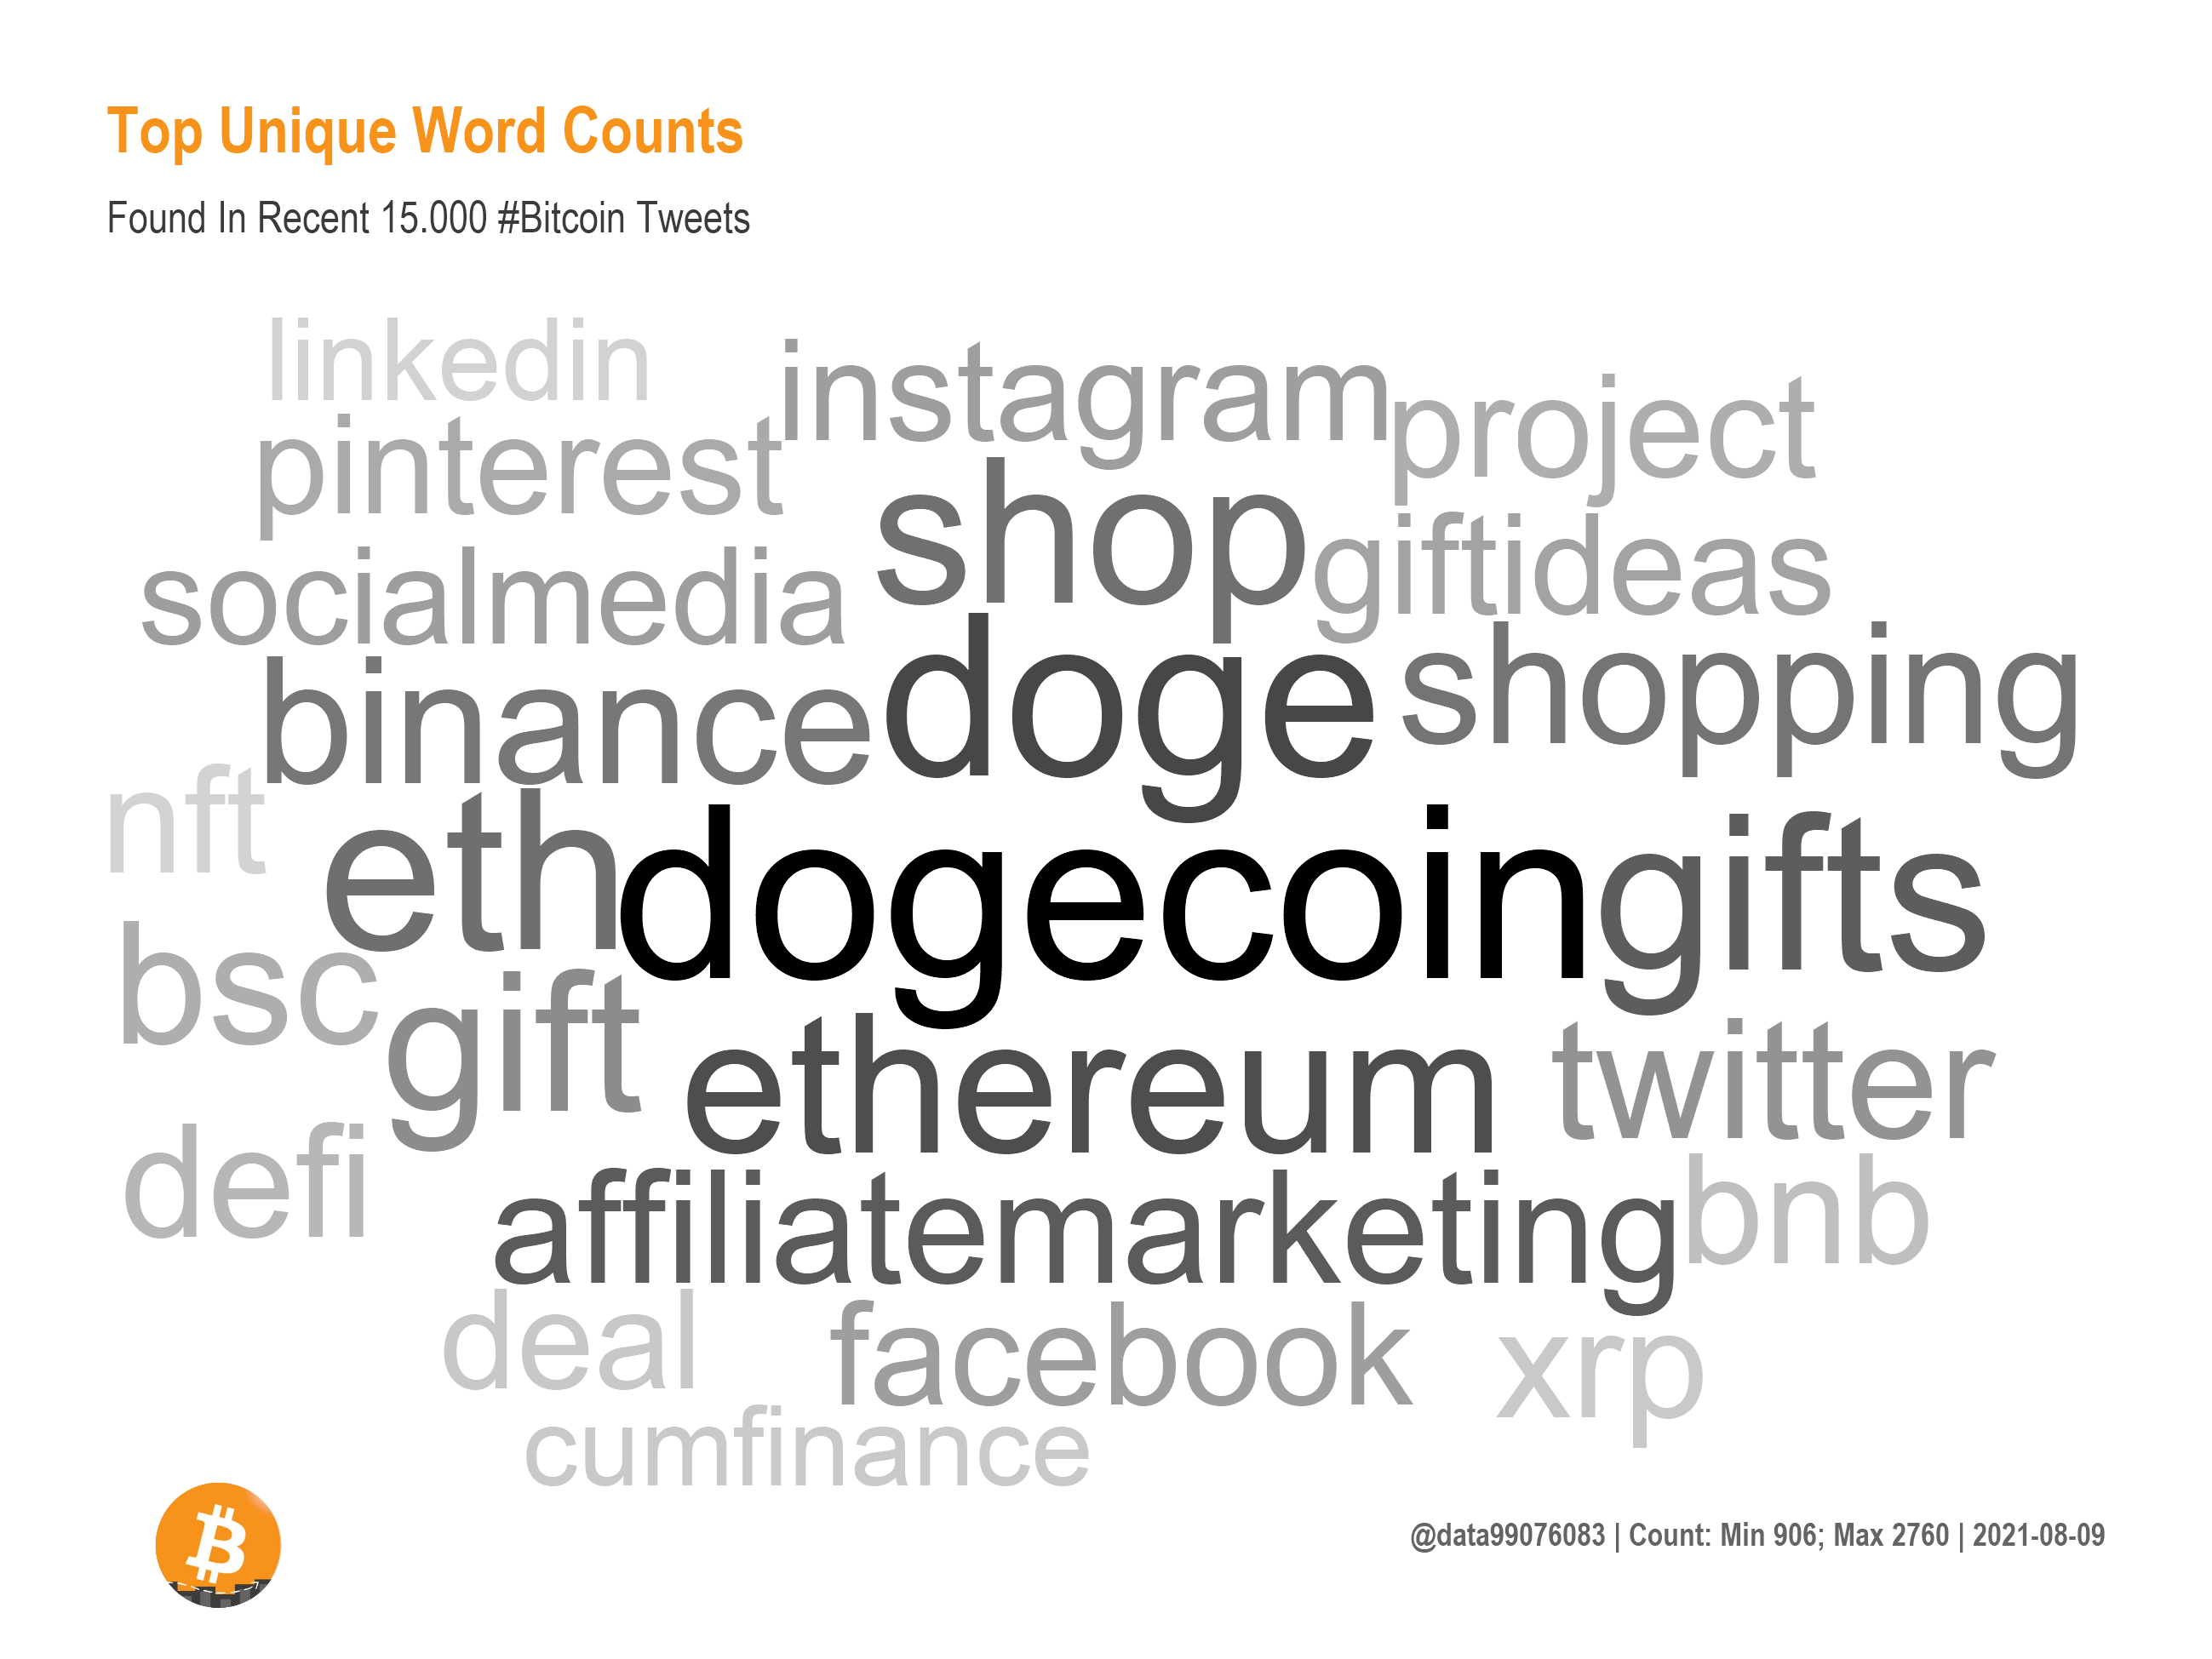 Top Unique Word Counts
Found In Recent 15.000 #Bitcoin Tweets
linkedin
instagram
project
pinterest
shop
giftideas
socialmedia
binance
doge
shopping
nft
eth
dogecoin
gifts
bsc
gift
ethereum
twitter
defi
affiliatemarketing
bnb
deal
facebook
xrp
cumfinance
@data99076083 | Count: Min 906; Max 2760 | 2021-08-09